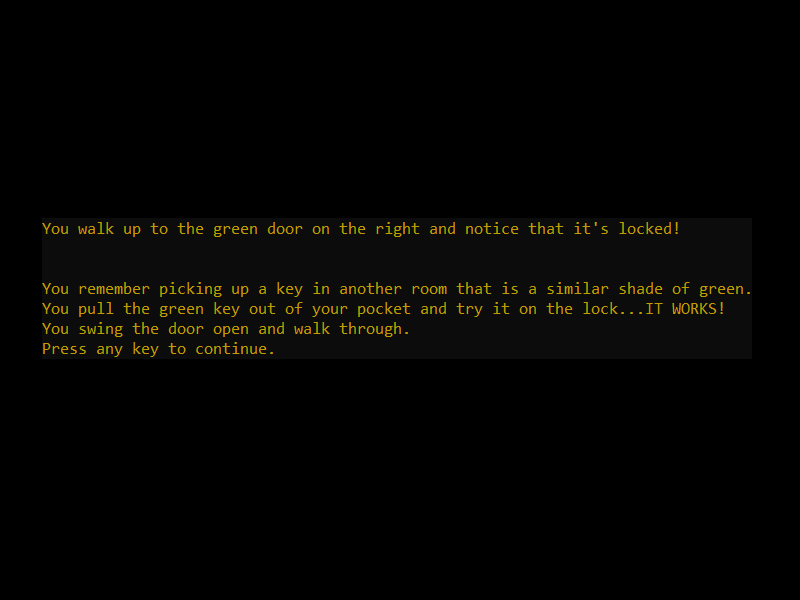 You walk up to the green door on the right and notice that it's locked!
You remember picking up a key in another room that is a similar shade of green.
You pull the green key out of your pocket and try it on the lock...IT WORKS!
You swing the door open and walk through.
Press any key to continue.